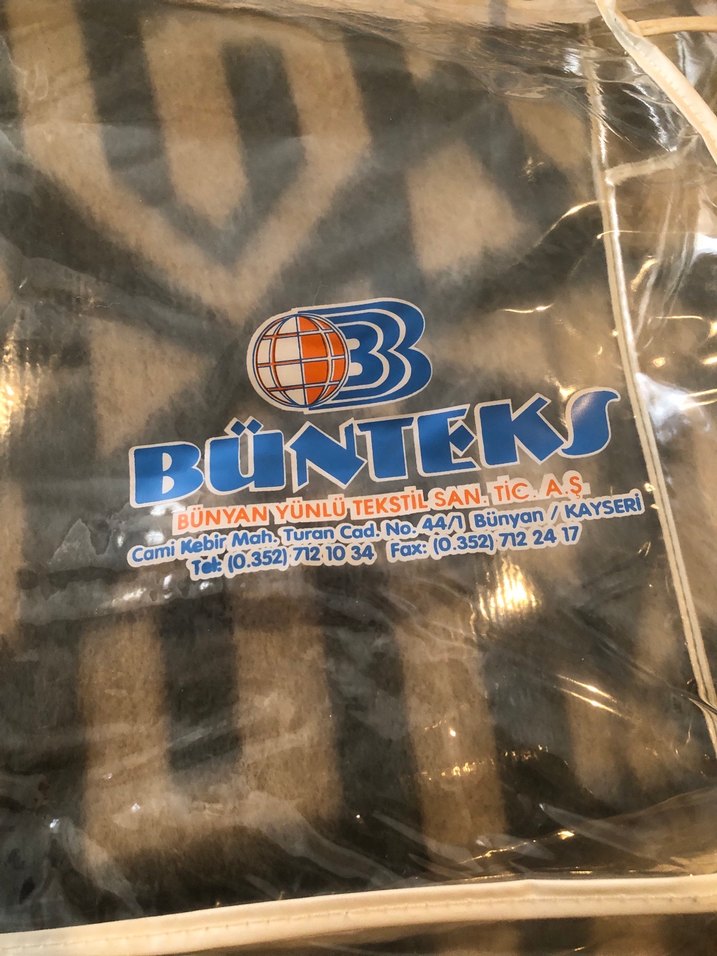 B
BÜNTEKS
BÜNYAN YÜNLÜ TEKSTİL SAN. TİC. A.Ş.
Cami Kebir Mah. Turan Cad. No. 44/1 Bünyan / KAYSERİ
Tel: (0.352) 712 10 34 Fax: (0.352) 712 24 17